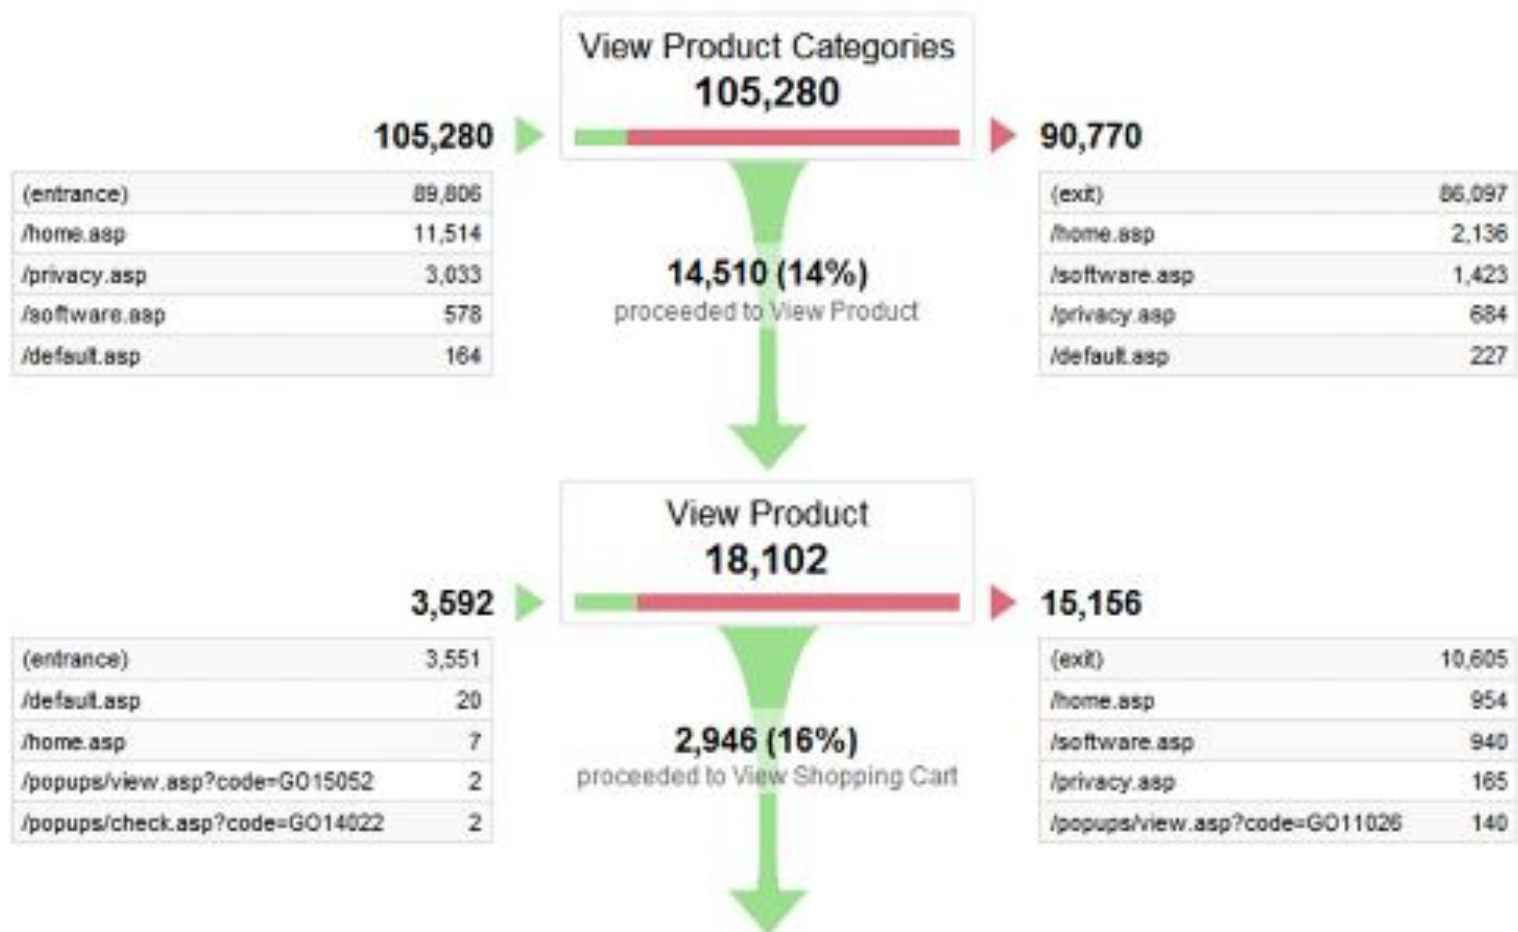 View Product Categories
105,280
105,280
90,770
(entrance) 89,806
/home.asp 11,514
/privacy.asp 3,033
/software.asp 578
/default.asp 164
(exit) 86,097
/home.asp 2,136
/software.asp 1,423
/privacy.asp 684
/default.asp 227
14,510 (14%)
proceeded to View Product
View Product
18,102
3,592
15,156
(entrance) 3,551
/default.asp 20
/home.asp 7
/popups/view.asp?code=GO15052 2
/popups/check.asp?code=GO14022 2
(exit) 10,605
/home.asp 954
/software.asp 940
/privacy.asp 165
/popups/view.asp?code=GO11026 140
2,946 (16%)
proceeded to View Shopping Cart